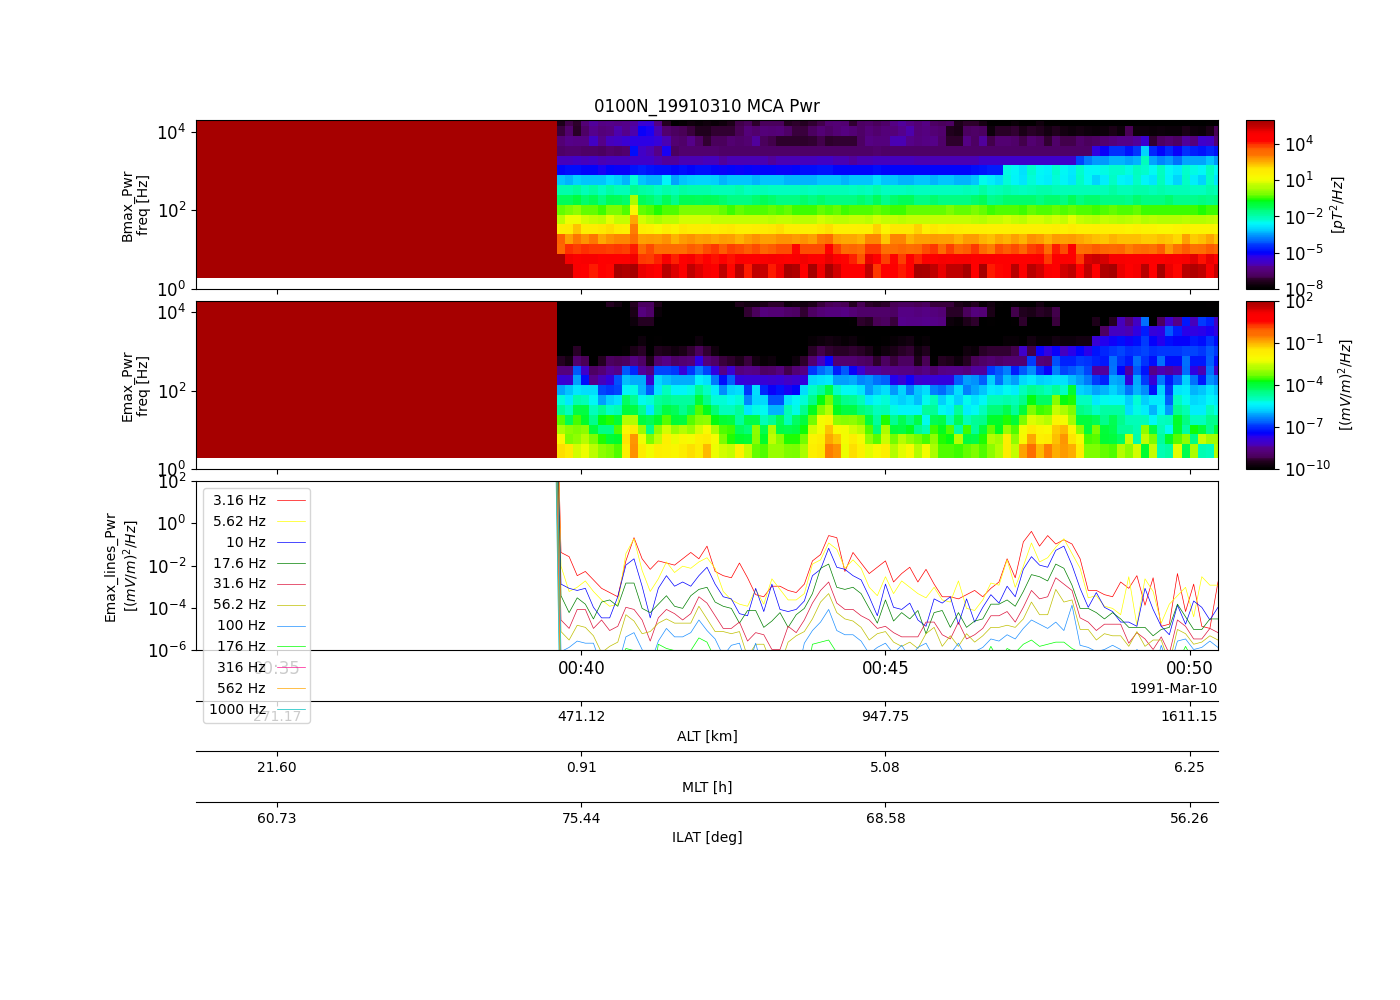 0100N_19910310 MCA Pwr
10^4
10^2
10^0
Bmax_Pwr
freq [Hz]
10^4
10^1
10^-2
10^-5
10^-8
[pT^2/Hz]
10^4
10^2
10^0
Emax_Pwr
freq [Hz]
10^2
10^-1
10^-4
10^-7
10^-10
[(mV/m)^2/Hz]
10^2
10^0
10^-2
10^-4
10^-6
Emax_lines_Pwr
[(mV/m)^2/Hz]
3.16 Hz
5.62 Hz
10 Hz
17.6 Hz
31.6 Hz
56.2 Hz
100 Hz
176 Hz
316 Hz
562 Hz
1000 Hz
00:35 00:40 00:45 00:50
1991-Mar-10
271.17 471.12 947.75 1611.15
ALT [km]
21.60 0.91 5.08 6.25
MLT [h]
60.73 75.44 68.58 56.26
ILAT [deg]